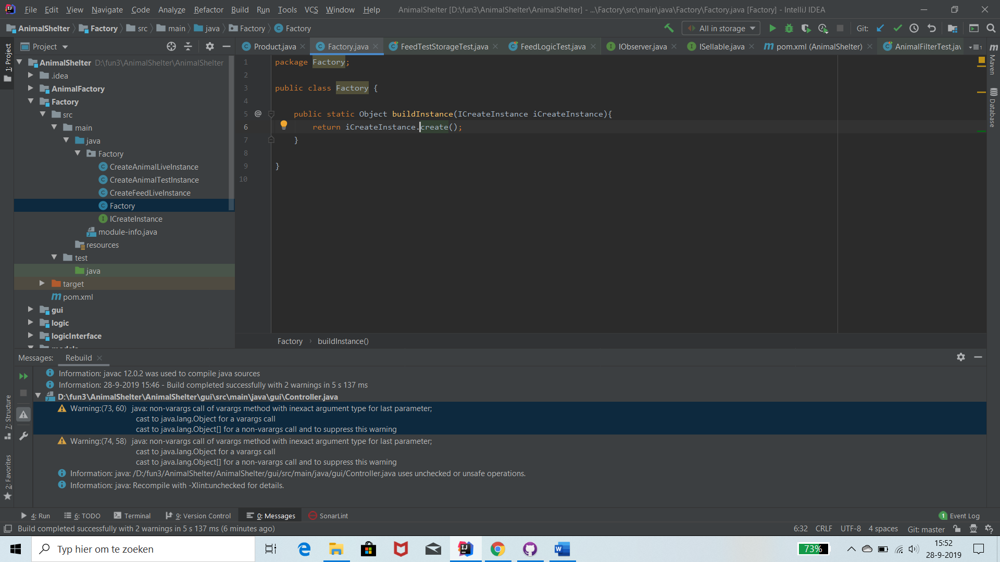 File Edit View Navigate Code Analyze Refactor Build Run Tools VCS Window Help AnimalShelter [D:\fun3\AnimalShelter\AnimalShelter] - ...\Factory\src\main\java\Factory\Factory.java [Factory] - IntelliJ IDEA
AnimalShelter Factory src main java Factory Factory All in storage Git:
Project
Product.java Factory.java FeedTestStorageTest.java FeedLogicTest.java IObserver.java ISellable.java pom.xml (AnimalShelter) AnimalFilterTest.jav
1: Project
Maven
Database
AnimalShelter D:\fun3\AnimalShelter\AnimalShelter
.idea
AnimalFactory
Factory
src
main
java
Factory
CreateAnimalLiveInstance
CreateAnimalTestInstance
CreateFeedLiveInstance
Factory
ICreateInstance
module-info.java
resources
test
java
target
pom.xml
gui
logic
logicInterface
models
1 package Factory;
2
3 public class Factory {
4
5 @ public static Object buildInstance(ICreateInstance iCreateInstance){
6 return iCreateInstance.create();
7 }
8
9 }
10
Factory › buildInstance()
Messages: Rebuild
Information: javac 12.0.2 was used to compile java sources
Information: 28-9-2019 15:46 - Build completed successfully with 2 warnings in 5 s 137 ms
D:\fun3\AnimalShelter\AnimalShelter\gui\src\main\java\gui\Controller.java
Warning:(73, 60) java: non-varargs call of varargs method with inexact argument type for last parameter;
cast to java.lang.Object for a varargs call
cast to java.lang.Object[] for a non-varargs call and to suppress this warning
Warning:(74, 58) java: non-varargs call of varargs method with inexact argument type for last parameter;
cast to java.lang.Object for a varargs call
cast to java.lang.Object[] for a non-varargs call and to suppress this warning
Information: java: /D:/fun3/AnimalShelter/AnimalShelter/gui/src/main/java/gui/Controller.java uses unchecked or unsafe operations.
Information: java: Recompile with -Xlint:unchecked for details.
7: Structure
2: Favorites
4: Run 6: TODO Terminal 9: Version Control 0: Messages SonarLint 1 Event Log
Build completed successfully with 2 warnings in 5 s 137 ms (6 minutes ago) 6:32 CRLF UTF-8 4 spaces Git: master
Typ hier om te zoeken
73%
15:52
28-9-2019